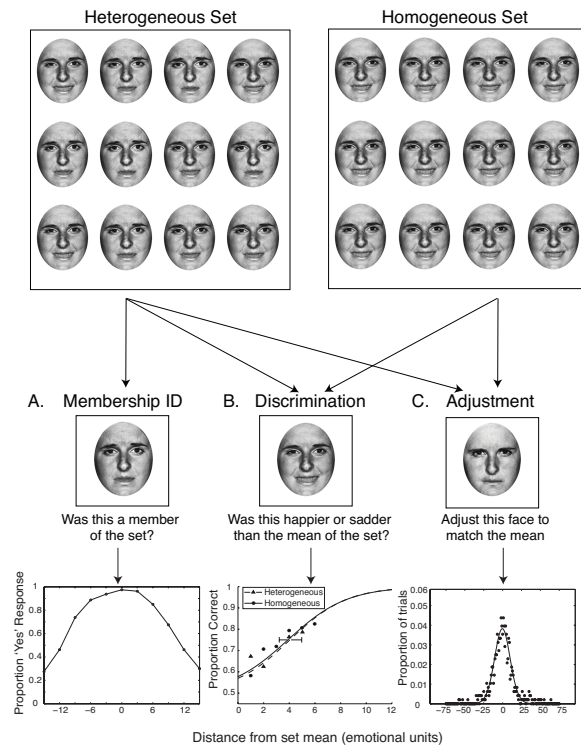 Heterogeneous Set
Homogeneous Set
A. Membership ID
B. Discrimination
C. Adjustment
Was this a member
of the set?
Was this happier or sadder
than the mean of the set?
Adjust this face to
match the mean
Proportion 'Yes' Response
1
0.8
0.6
0.4
0.2
0
−12
−6
0
6
12
Proportion Correct
1
0.9
0.8
0.7
0.6
0.5
Heterogeneous
Homogeneous
0
2
4
6
8
10
12
Proportion of trials
0.06
0.05
0.04
0.03
0.02
0.01
0
−75
−50
−25
0
25
50
75
Distance from set mean (emotional units)